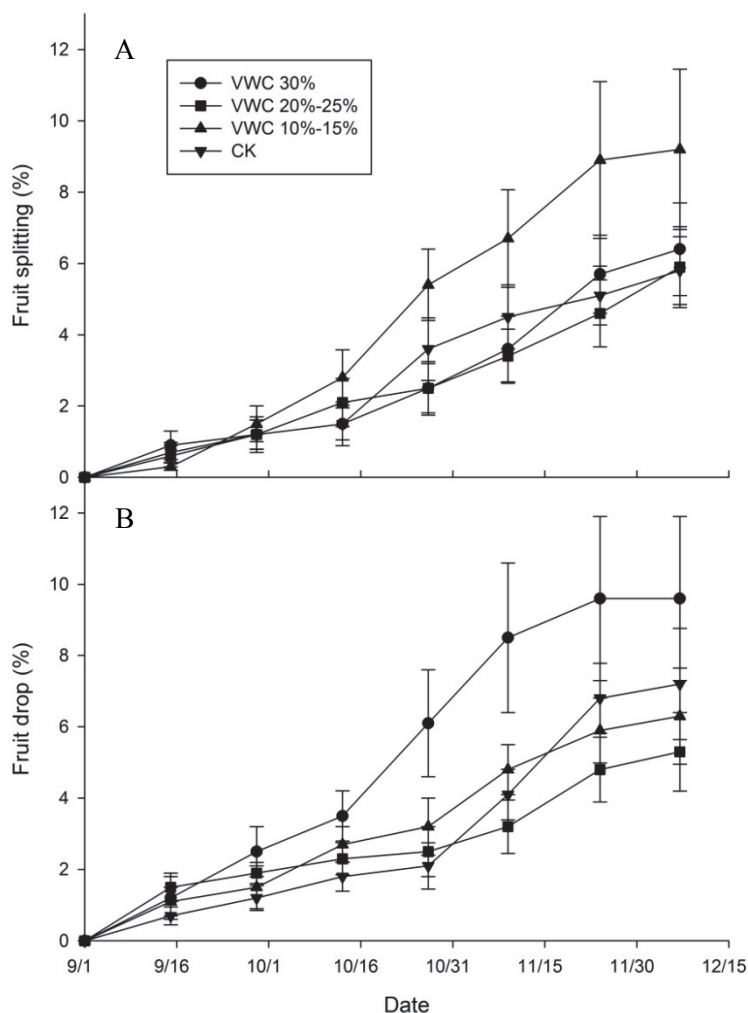 A
VWC 30%
VWC 20%-25%
VWC 10%-15%
CK
Fruit splitting (%)
12
10
8
6
4
2
0
B
Fruit drop (%)
12
10
8
6
4
2
0
9/1 9/16 10/1 10/16 10/31 11/15 11/30 12/15
Date